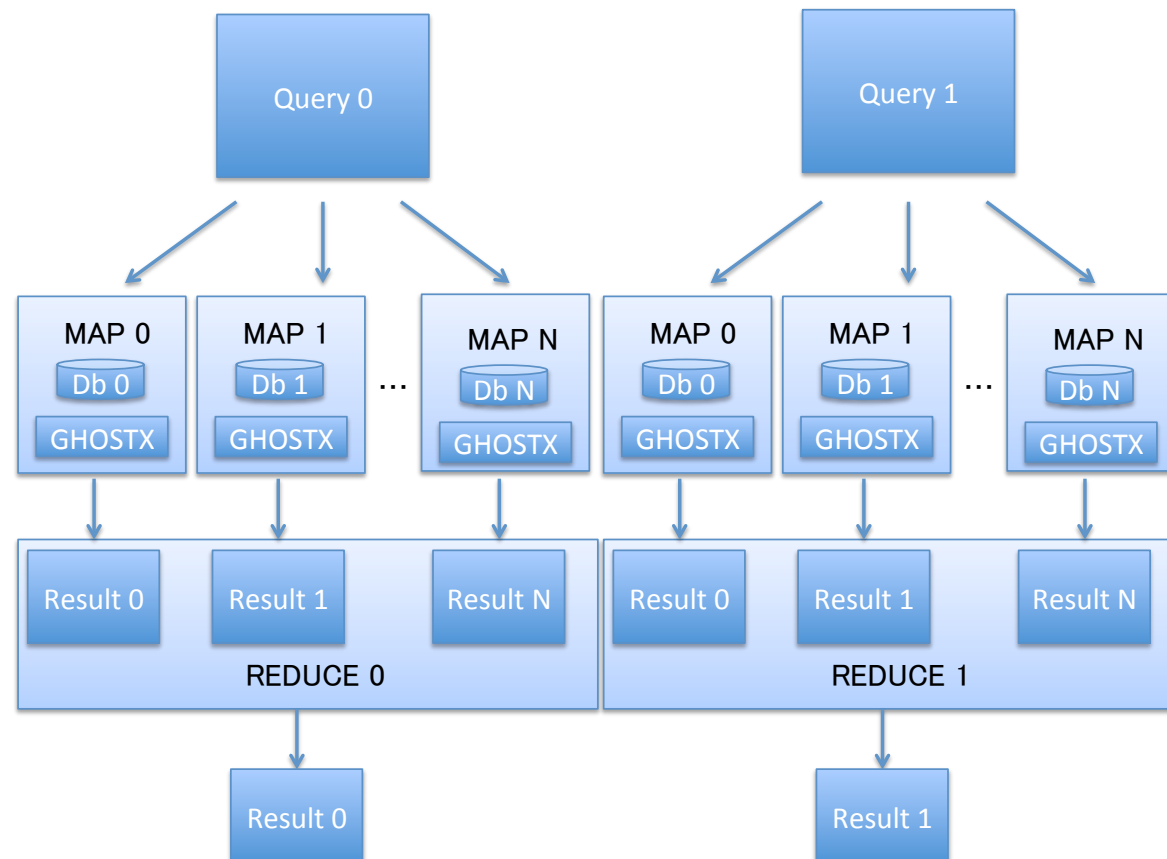 Query 0
Query 1
MAP 0
MAP 1
MAP N
MAP 0
MAP 1
MAP N
Db 0
Db 1
...
Db N
Db 0
Db 1
...
Db N
GHOSTX
GHOSTX
GHOSTX
GHOSTX
GHOSTX
GHOSTX
Result 0
Result 1
Result N
Result 0
Result 1
Result N
REDUCE 0
REDUCE 1
Result 0
Result 1